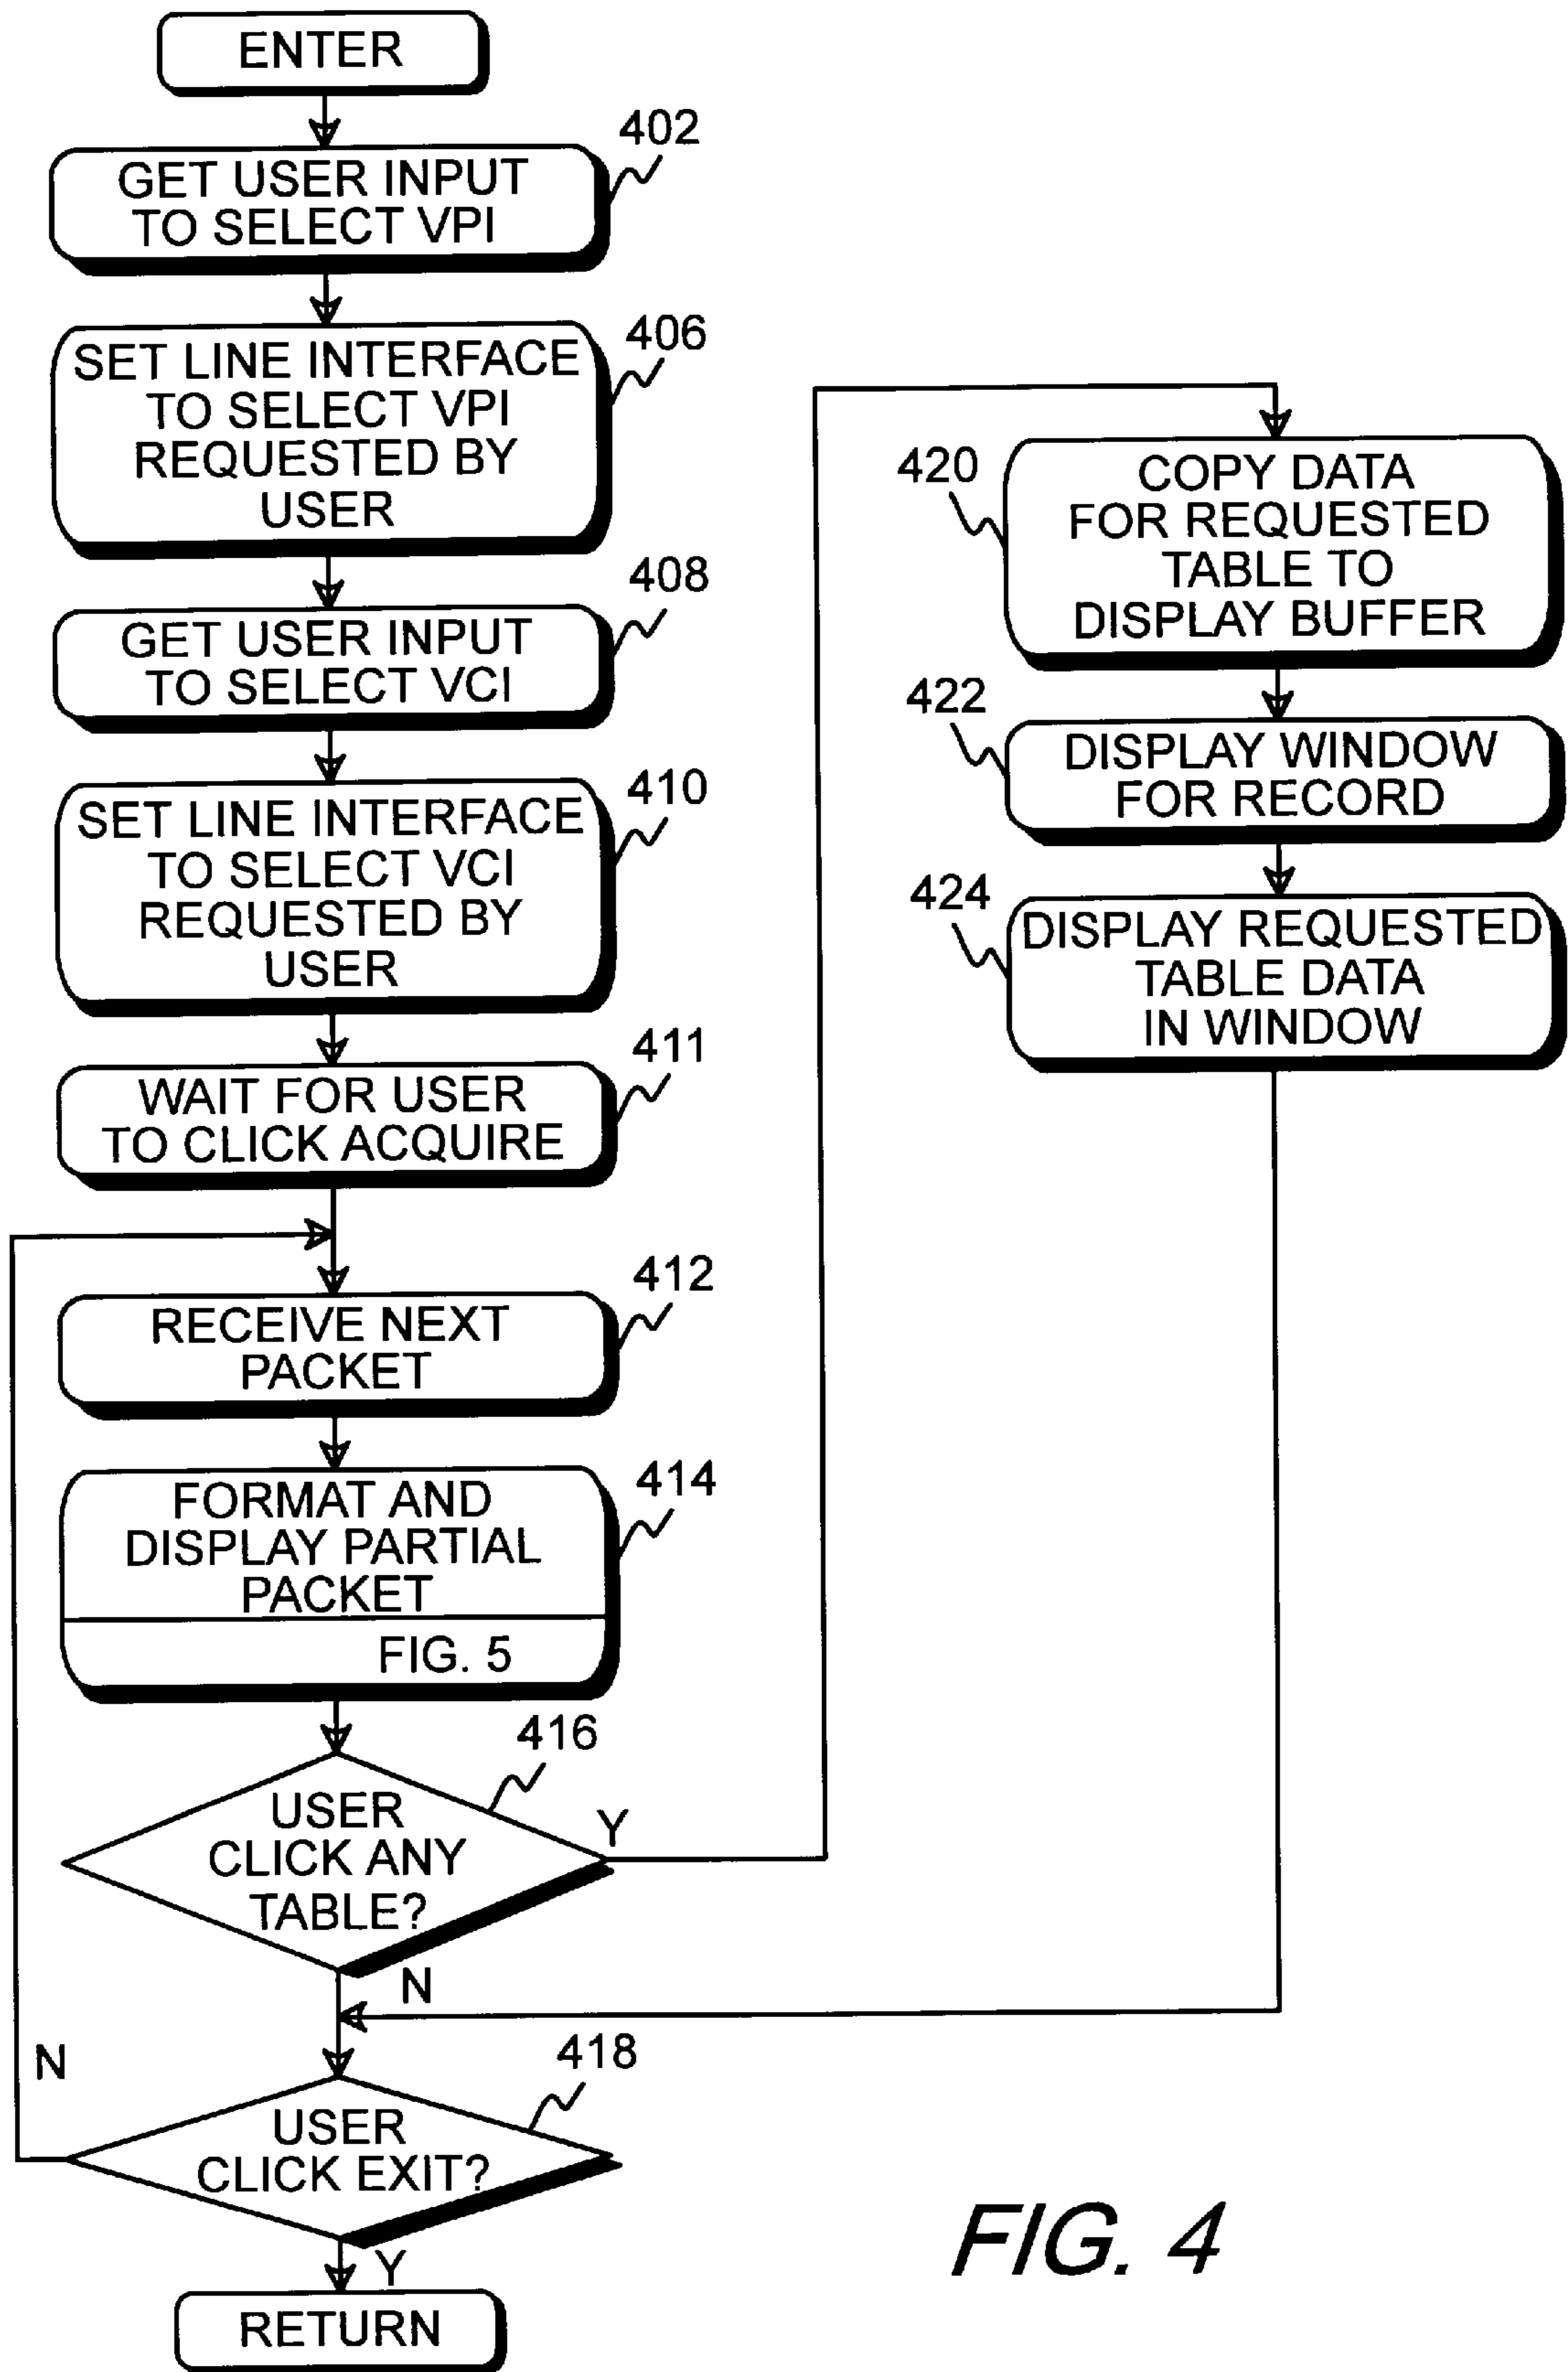 ENTER
402
GET USER INPUT
TO SELECT VPI
406
SET LINE INTERFACE
TO SELECT VPI
REQUESTED BY
USER
408
GET USER INPUT
TO SELECT VCI
410
SET LINE INTERFACE
TO SELECT VCI
REQUESTED BY
USER
411
WAIT FOR USER
TO CLICK ACQUIRE
412
RECEIVE NEXT
PACKET
414
FORMAT AND
DISPLAY PARTIAL
PACKET
FIG. 5
416
USER
CLICK ANY
TABLE?
Y
N
418
N
USER
CLICK EXIT?
Y
RETURN
420
COPY DATA
FOR REQUESTED
TABLE TO
DISPLAY BUFFER
422
DISPLAY WINDOW
FOR RECORD
424
DISPLAY REQUESTED
TABLE DATA
IN WINDOW
FIG. 4